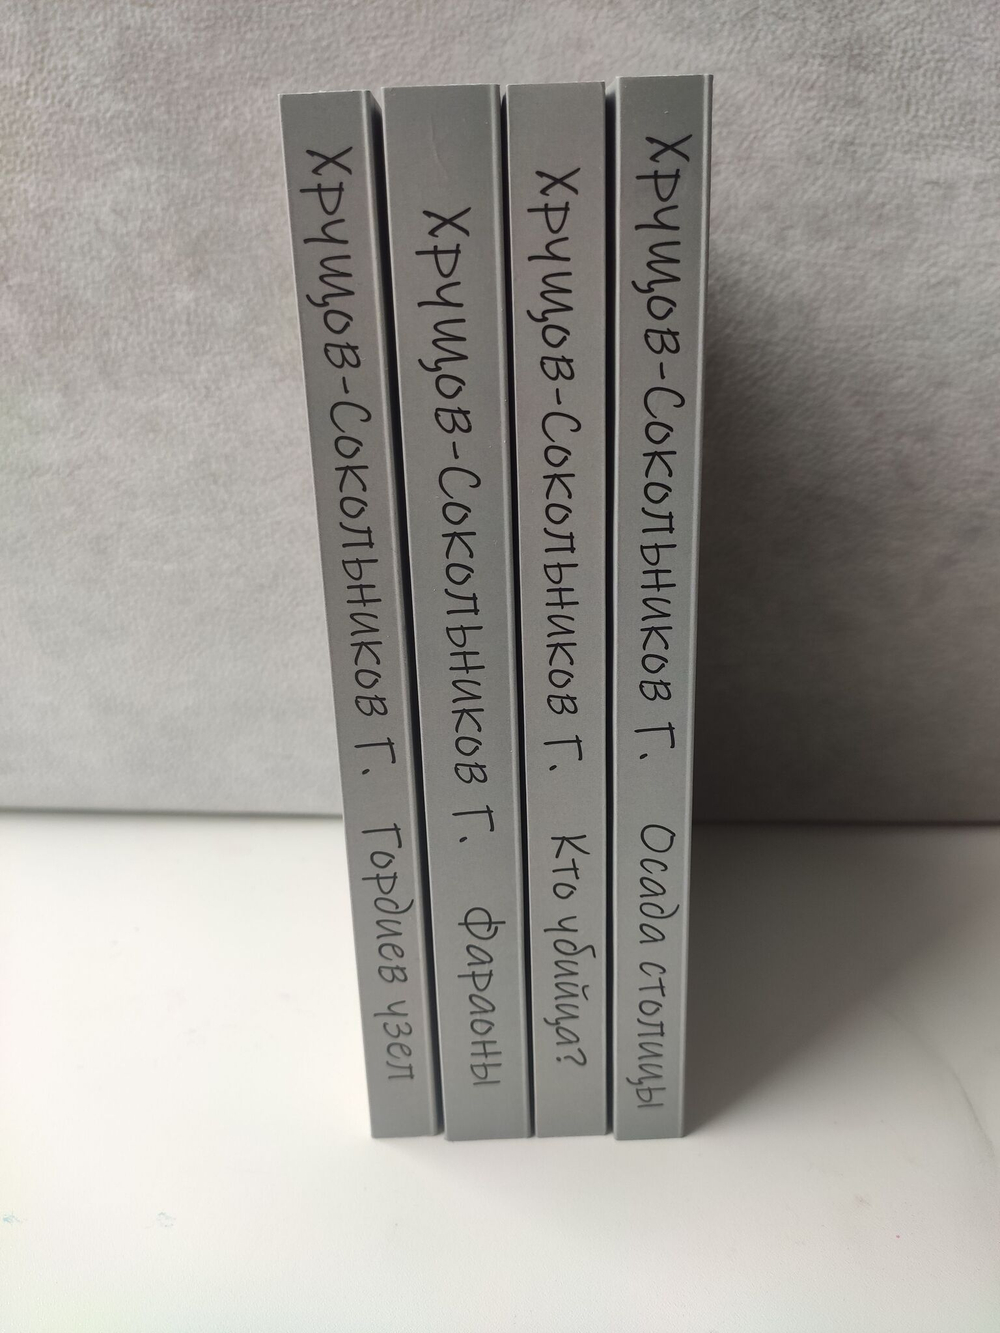 Хрущов-Сокольников Г. Гордиев узел
Хрущов-Сокольников Г. Фараоны
Хрущов-Сокольников Г. Кто убийца?
Хрущов-Сокольников Г. Осада столицы